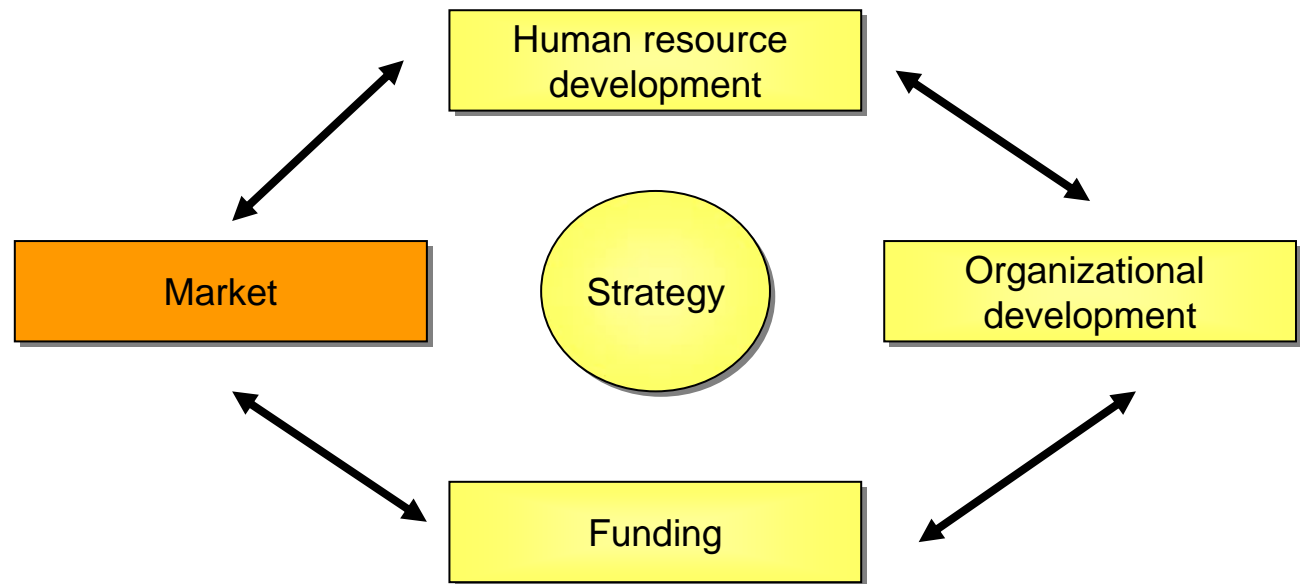 Human resource
development
Market
Strategy
Organizational
development
Funding